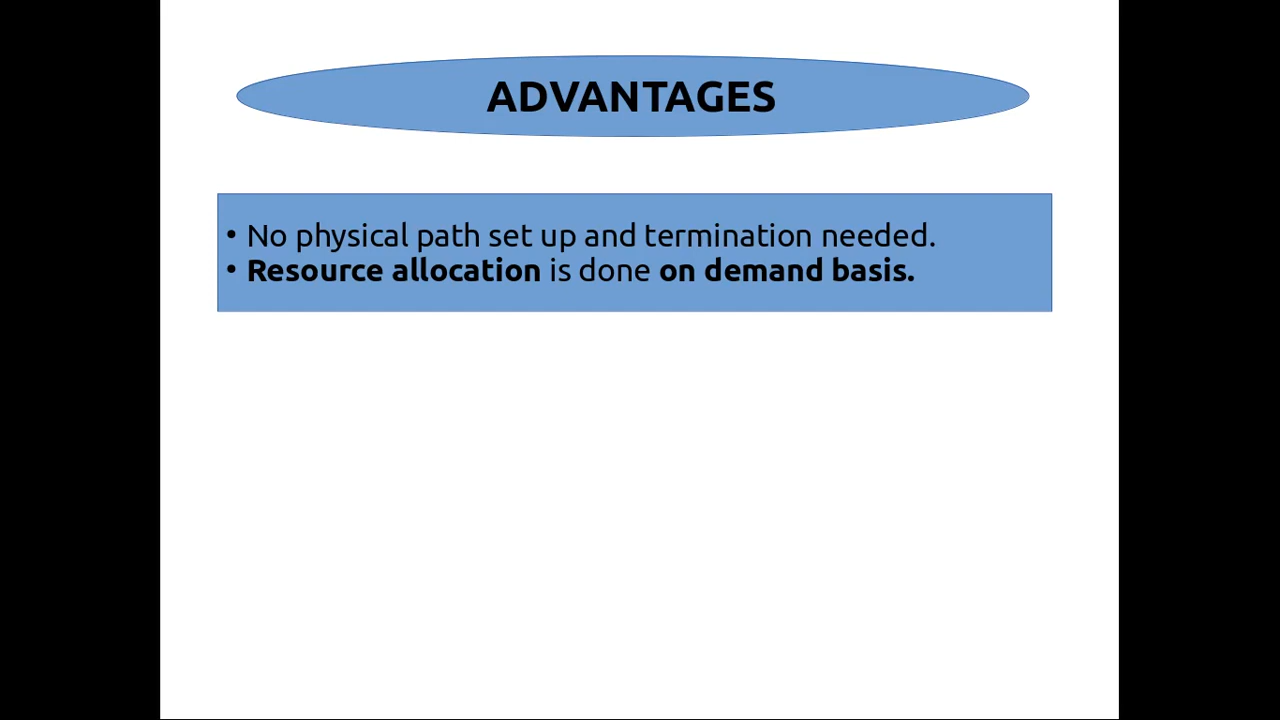 ADVANTAGES
• No physical path set up and termination needed.
• Resource allocation is done on demand basis.